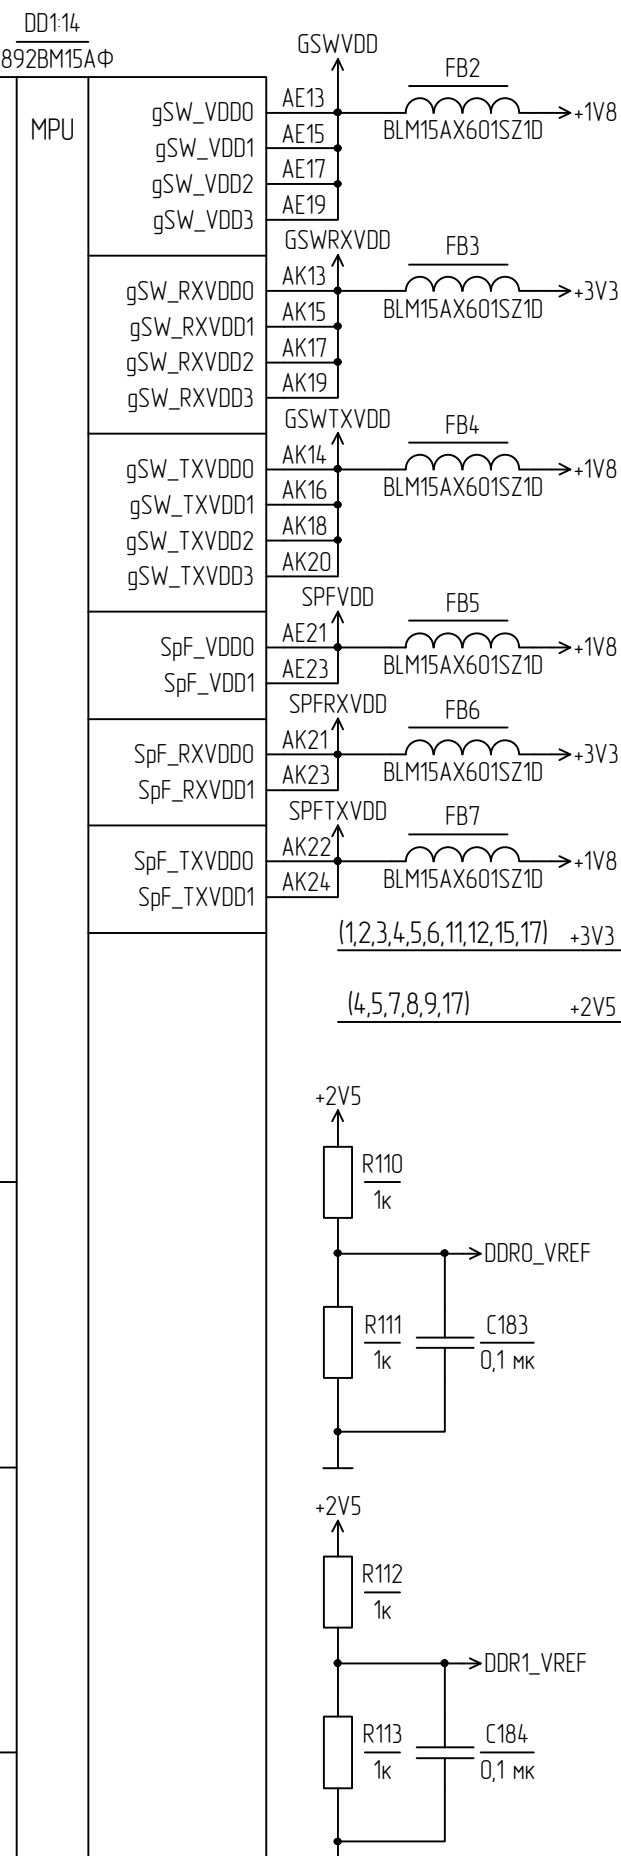 DD1:14
892ВМ15АФ
MPU
GSWVDD
FB2
gSW_VDD0 AE13 BLM15AX601SZ1D +1V8
gSW_VDD1 AE15
gSW_VDD2 AE17
gSW_VDD3 AE19
GSWRXVDD
FB3
gSW_RXVDD0 AK13 BLM15AX601SZ1D +3V3
gSW_RXVDD1 AK15
gSW_RXVDD2 AK17
gSW_RXVDD3 AK19
GSWTXVDD
FB4
gSW_TXVDD0 AK14 BLM15AX601SZ1D +1V8
gSW_TXVDD1 AK16
gSW_TXVDD2 AK18
gSW_TXVDD3 AK20
SPFVDD
FB5
SpF_VDD0 AE21 BLM15AX601SZ1D +1V8
SpF_VDD1 AE23
SPFRXVDD
FB6
SpF_RXVDD0 AK21 BLM15AX601SZ1D +3V3
SpF_RXVDD1 AK23
SPFTXVDD
FB7
SpF_TXVDD0 AK22 BLM15AX601SZ1D +1V8
SpF_TXVDD1 AK24
(1,2,3,4,5,6,11,12,15,17) +3V3
(4,5,7,8,9,17) +2V5
+2V5
R110
1к
DDR0_VREF
R111
1к
C183
0,1 мк
+2V5
R112
1к
DDR1_VREF
R113
1к
C184
0,1 мк